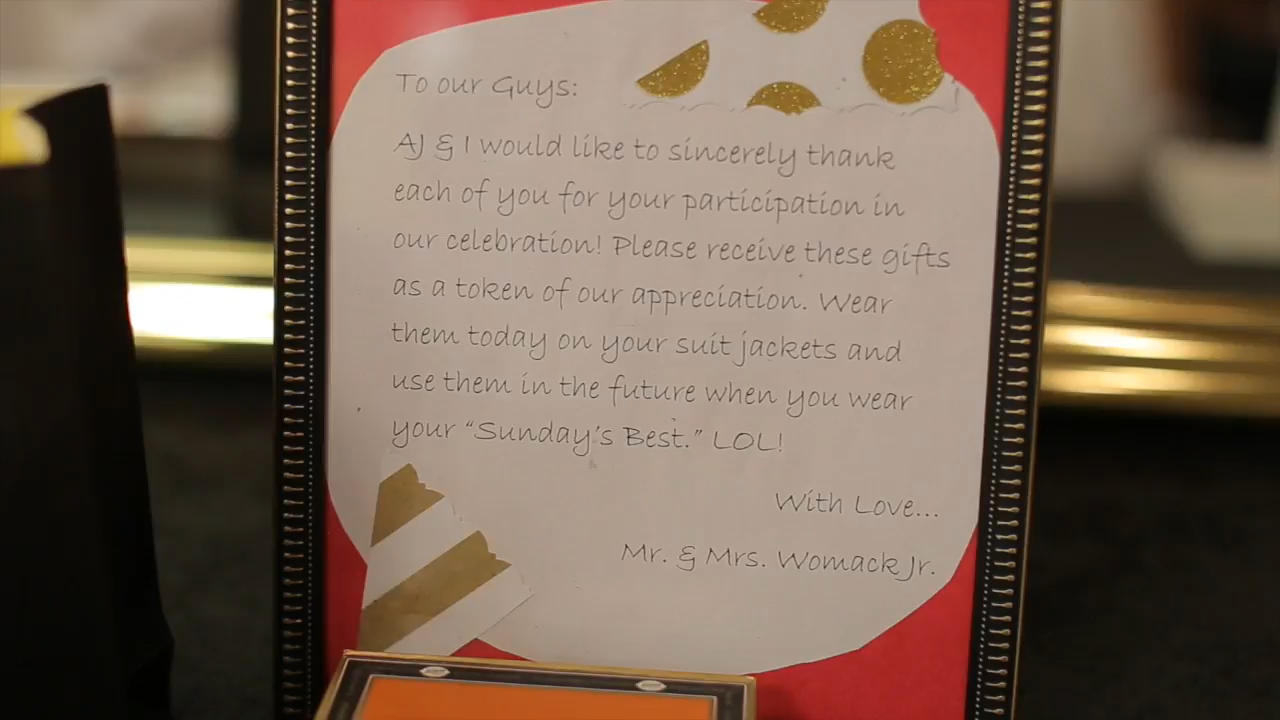 To our Guys:
AJ & I would like to sincerely thank
each of you for your participation in
our celebration! Please receive these gifts
as a token of our appreciation. Wear
them today on your suit jackets and
use them in the future when you wear
your “Sunday’s Best.” LOL!
With Love...
Mr. & Mrs. Womack Jr.